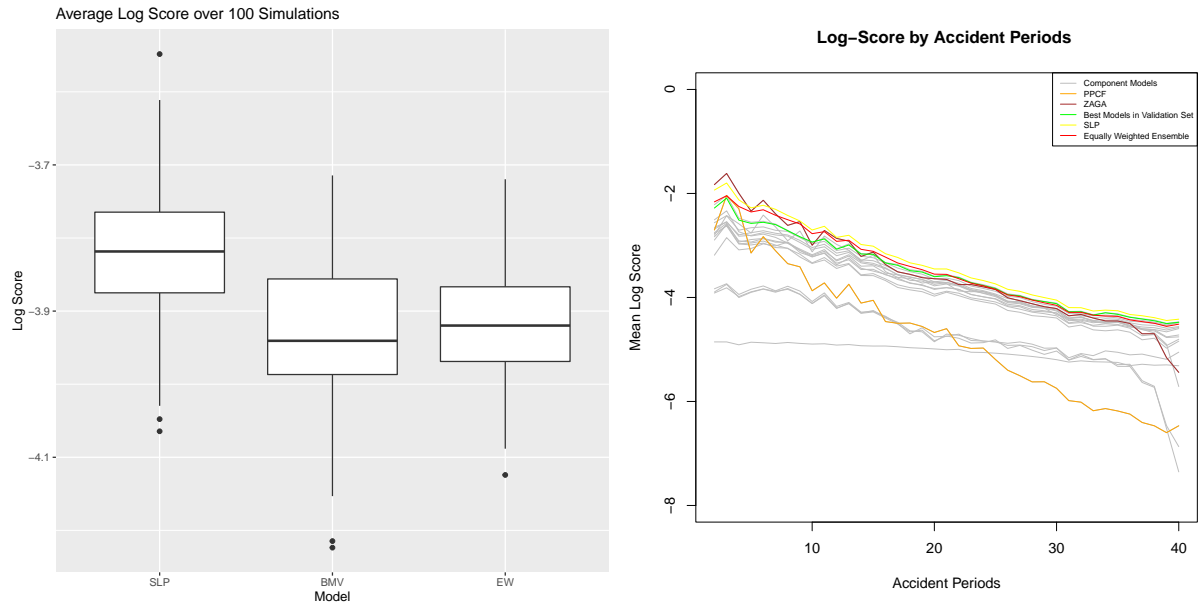 Average Log Score over 100 Simulations
Log Score
−3.7
−3.9
−4.1
SLP
BMV
EW
Model
Log−Score by Accident Periods
Mean Log Score
0
−2
−4
−6
−8
10
20
30
40
Accident Periods
Component Models
PPCF
ZAGA
Best Models in Validation Set
SLP
Equally Weighted Ensemble